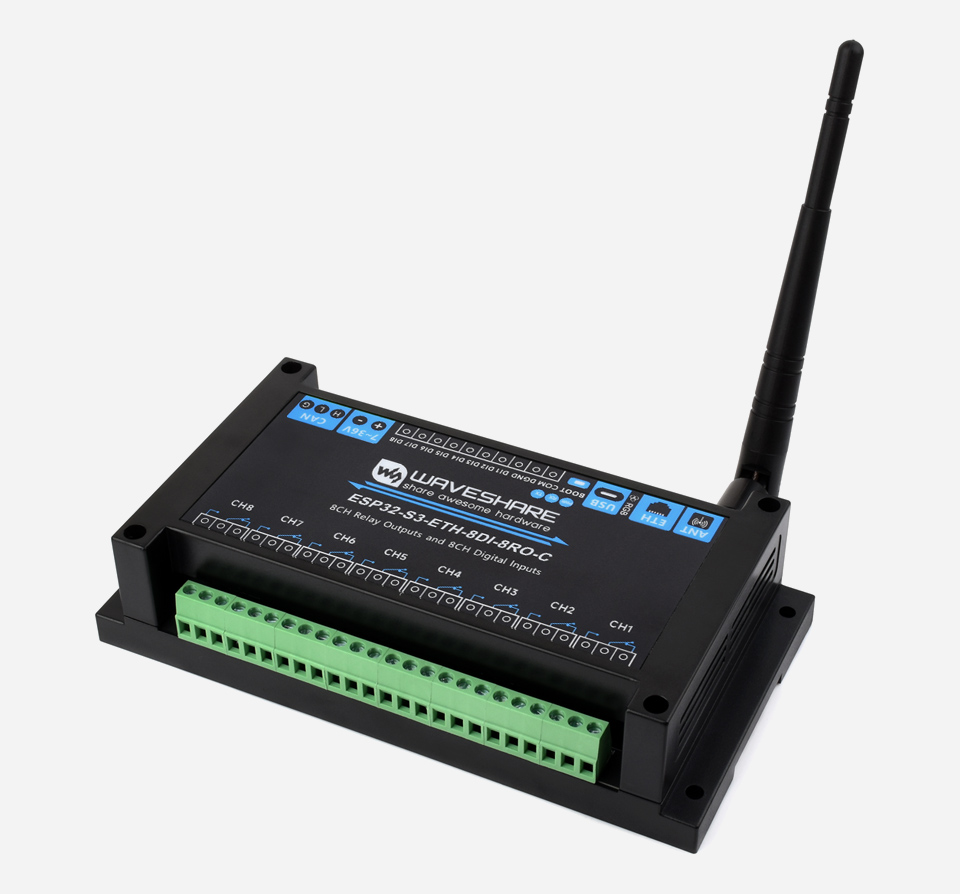 G L H
CAN
- +
7~36V
DI8 DI7 DI6 DI5 DI4 DI3 DI2 DI1 DGND COM
BOOT
USB
RGB
ETH
ANT
WAVESHARE
share awesome hardware
ESP32-S3-ETH-8DI-8RO-C
8CH Relay Outputs and 8CH Digital Inputs
CH8 CH7 CH6 CH5 CH4 CH3 CH2 CH1